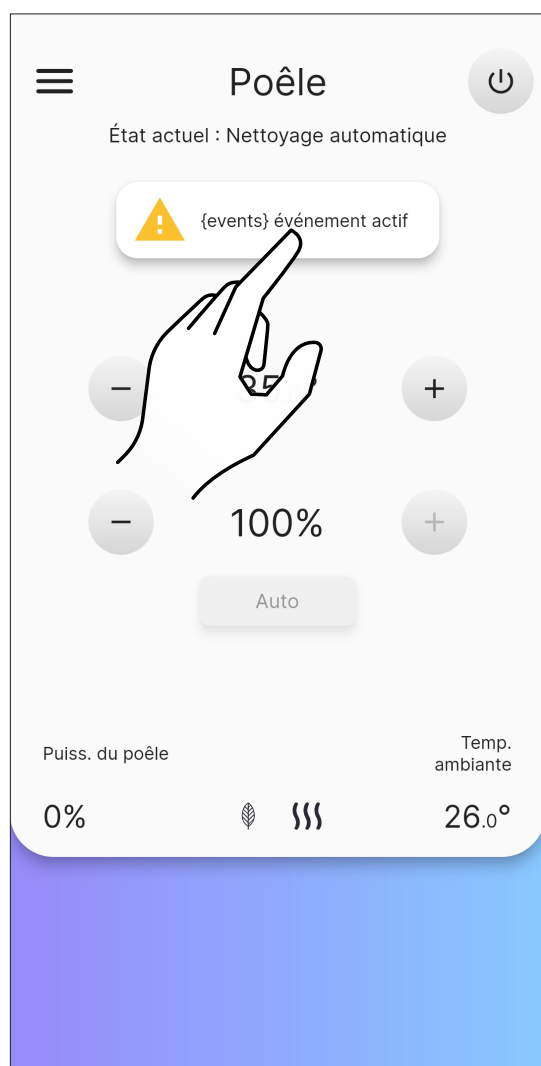 Poêle
État actuel : Nettoyage automatique
{events} événement actif
100%
Auto
Puiss. du poêle
Temp.
ambiante
0%
26.0°